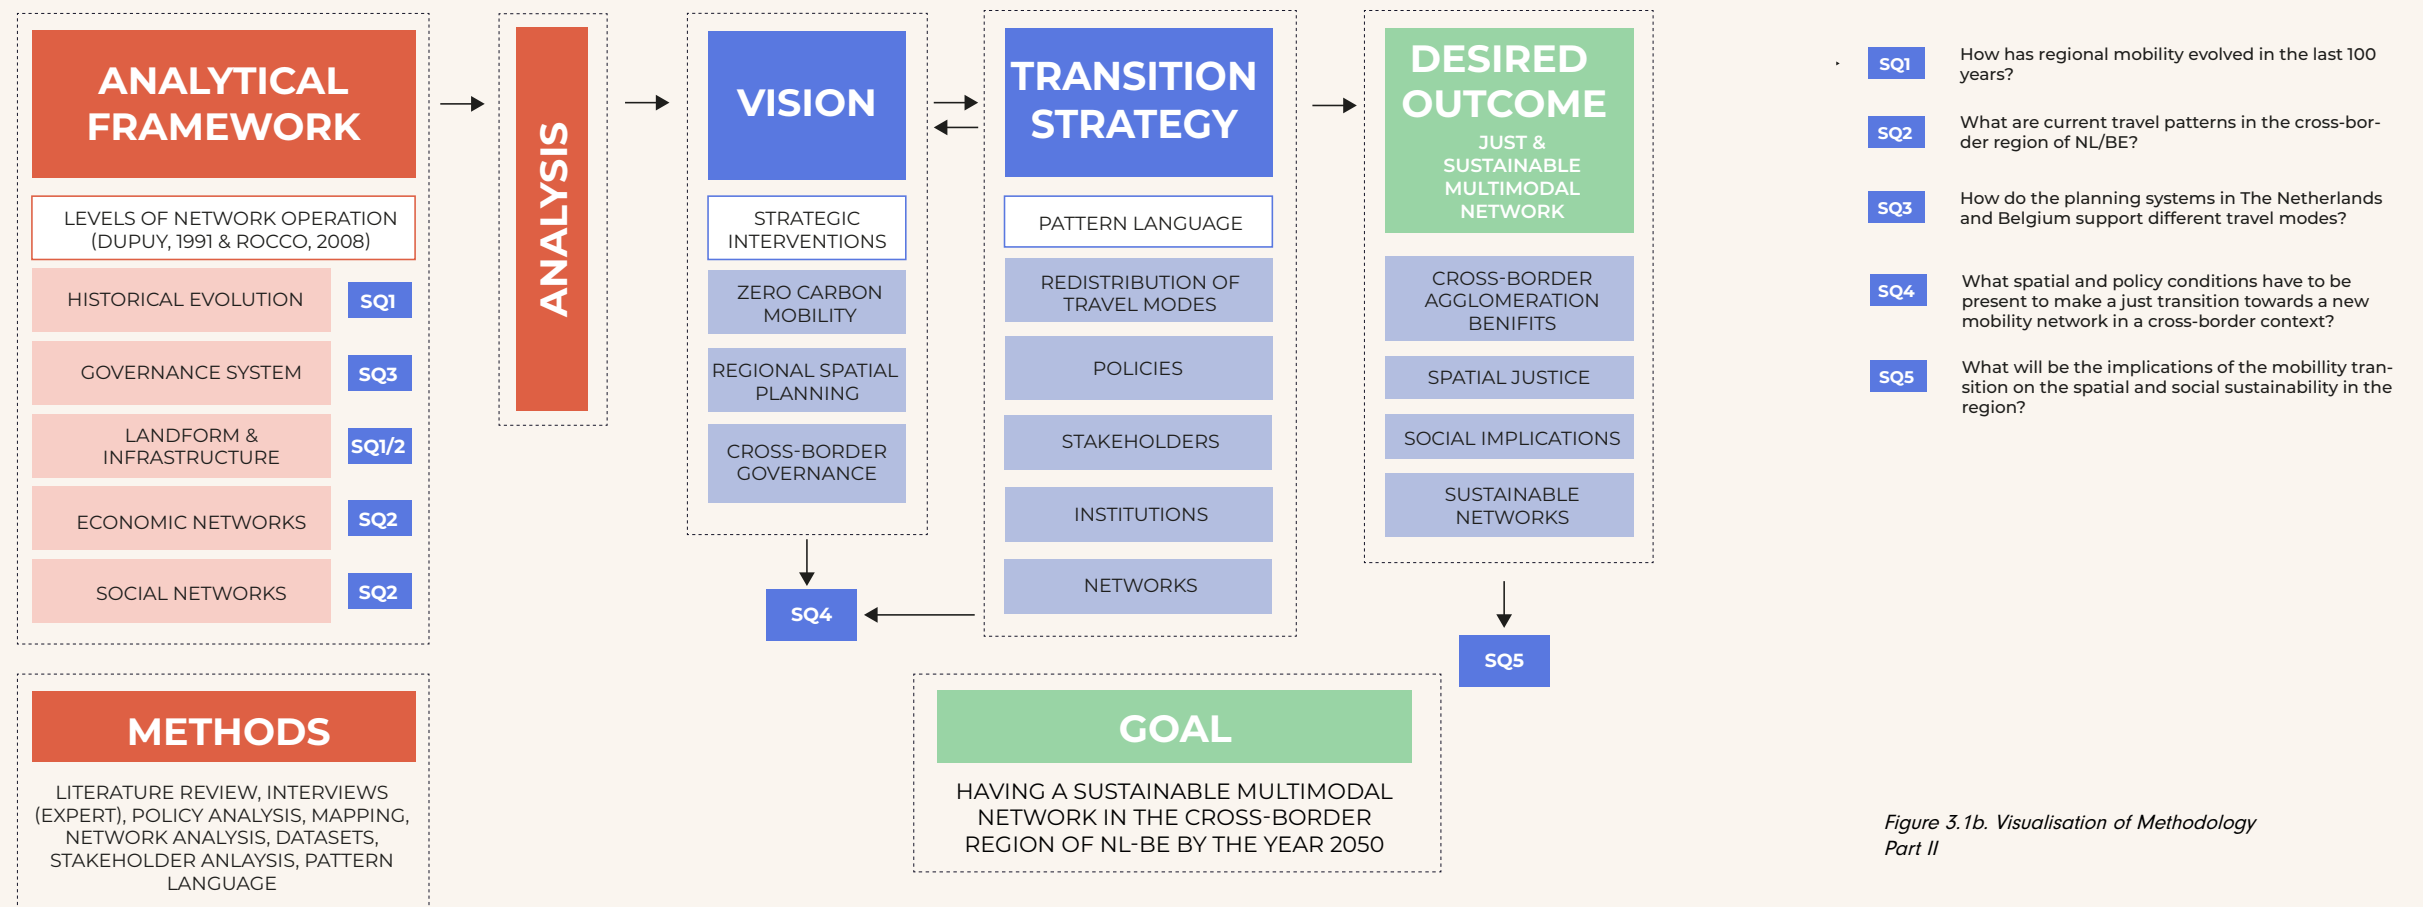 ANALYTICAL
FRAMEWORK
LEVELS OF NETWORK OPERATION
(DUPUY, 1991 & ROCCO, 2008)
HISTORICAL EVOLUTION
SQ1
GOVERNANCE SYSTEM
SQ3
LANDFORM &
INFRASTRUCTURE
SQ1/2
ECONOMIC NETWORKS
SQ2
SOCIAL NETWORKS
SQ2
METHODS
LITERATURE REVIEW, INTERVIEWS
(EXPERT), POLICY ANALYSIS, MAPPING,
NETWORK ANALYSIS, DATASETS,
STAKEHOLDER ANLAYSIS, PATTERN
LANGUAGE
ANALYSIS
VISION
STRATEGIC
INTERVENTIONS
ZERO CARBON
MOBILITY
REGIONAL SPATIAL
PLANNING
CROSS-BORDER
GOVERNANCE
SQ4
TRANSITION
STRATEGY
PATTERN LANGUAGE
REDISTRIBUTION OF
TRAVEL MODES
POLICIES
STAKEHOLDERS
INSTITUTIONS
NETWORKS
DESIRED
OUTCOME
JUST &
SUSTAINABLE
MULTIMODAL
NETWORK
CROSS-BORDER
AGGLOMERATION
BENIFITS
SPATIAL JUSTICE
SOCIAL IMPLICATIONS
SUSTAINABLE
NETWORKS
SQ5
GOAL
HAVING A SUSTAINABLE MULTIMODAL
NETWORK IN THE CROSS-BORDER
REGION OF NL-BE BY THE YEAR 2050
SQ1
How has regional mobility evolved in the last 100
years?
SQ2
What are current travel patterns in the cross-bor-
der region of NL/BE?
SQ3
How do the planning systems in The Netherlands
and Belgium support different travel modes?
SQ4
What spatial and policy conditions have to be
present to make a just transition towards a new
mobility network in a cross-border context?
SQ5
What will be the implications of the mobillity tran-
sition on the spatial and social sustainability in the
region?
Figure 3.1b. Visualisation of Methodology
Part II